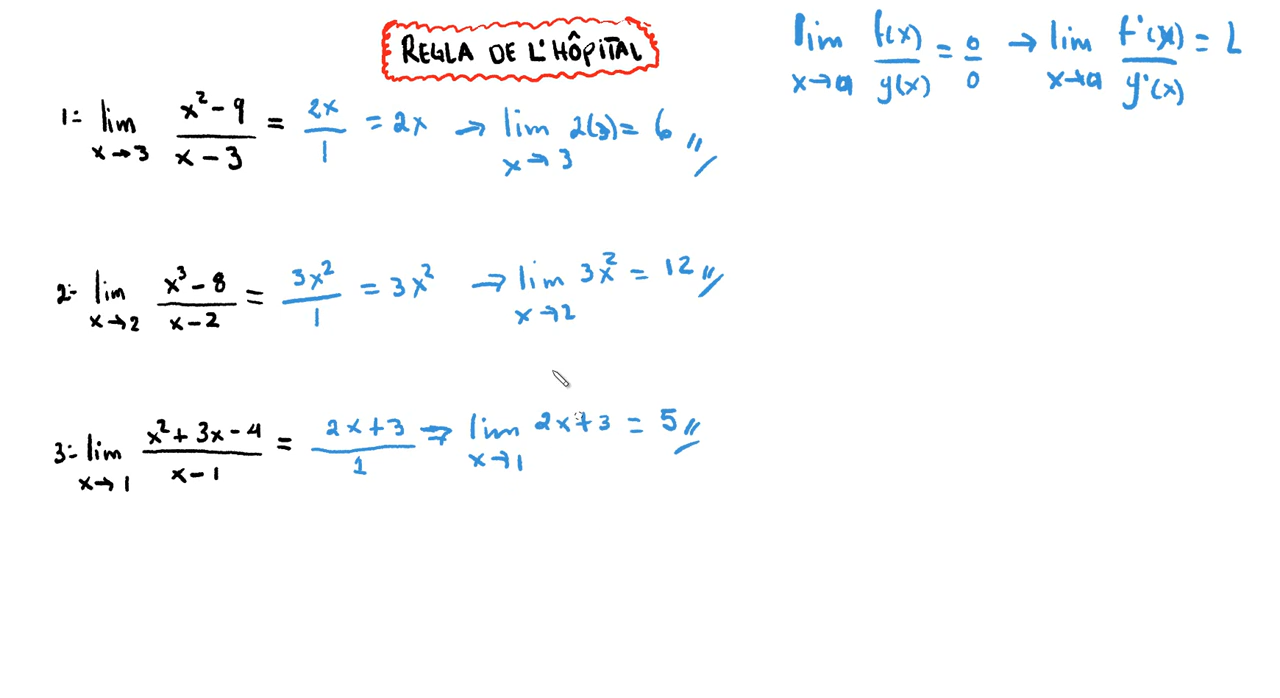 REGLA DE L'HÔPITAL
lim x→a f(x)/g(x) = 0/0 → lim x→a f'(x)/g'(x) = L
1:= lim x→3 x²-9/x-3 = 2x/1 = 2x → lim x→3 2(3) = 6 //
2:- lim x→2 x³-8/x-2 = 3x²/1 = 3x² → lim x→2 3x² = 12 //
3:- lim x→1 x²+3x-4/x-1 = 2x+3/1 → lim x→1 2x+3 = 5 //